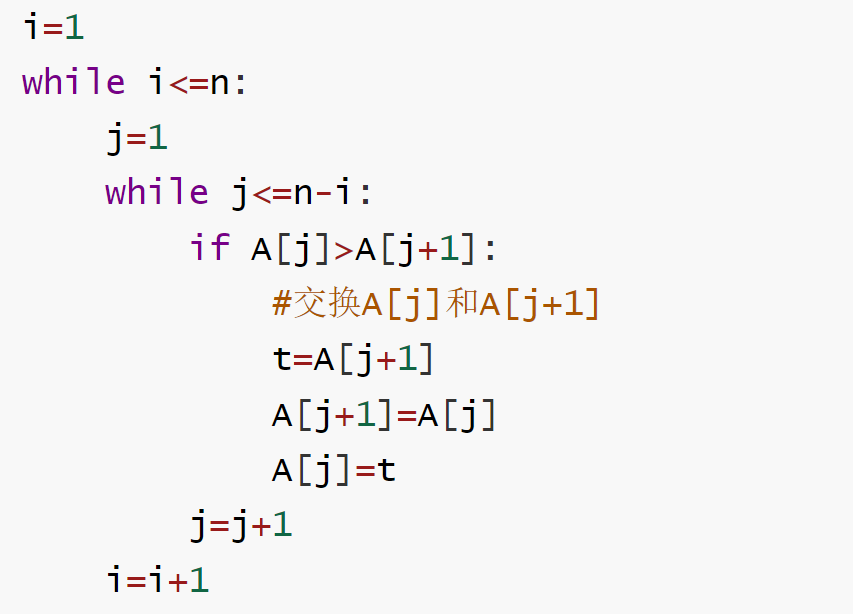 i=1
while i<=n:
    j=1
    while j<=n-i:
        if A[j]>A[j+1]:
            #交换A[j]和A[j+1]
            t=A[j+1]
            A[j+1]=A[j]
            A[j]=t
        j=j+1
    i=i+1